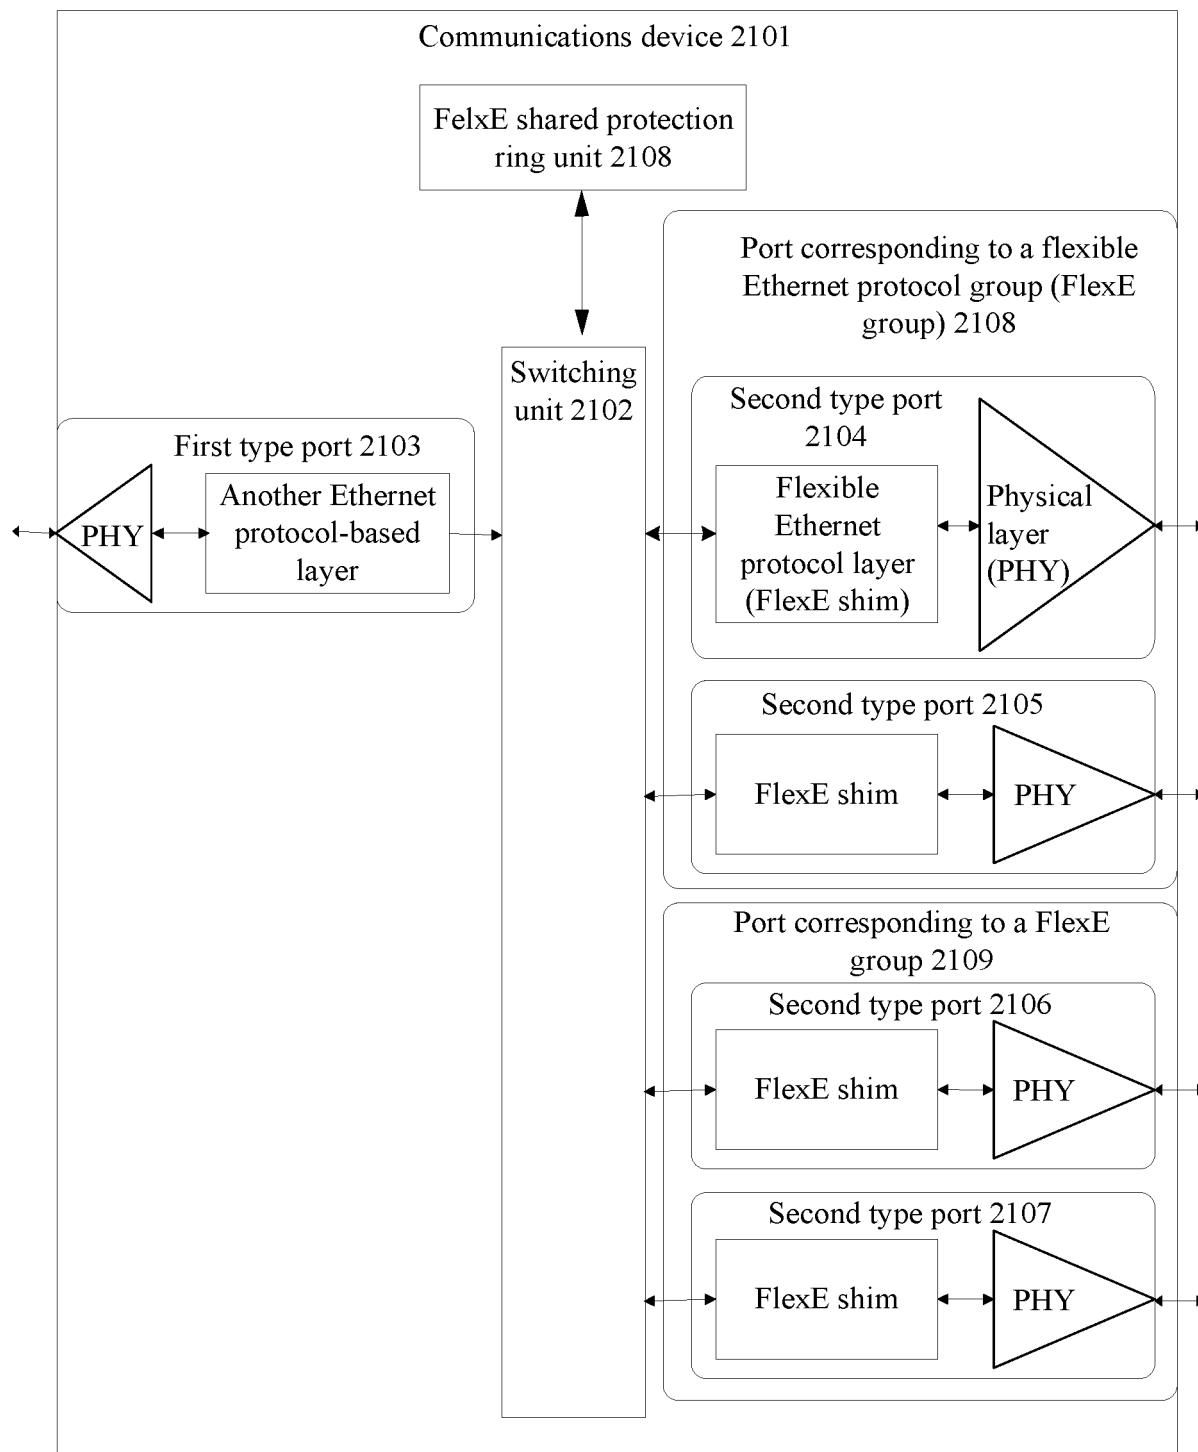 Communications device 2101
FelxE shared protection
ring unit 2108
Port corresponding to a flexible
Ethernet protocol group (FlexE
group) 2108
Switching
unit 2102
First type port 2103
PHY
Another Ethernet
protocol-based
layer
Second type port
2104
Flexible
Ethernet
protocol layer
(FlexE shim)
Physical
layer
(PHY)
Second type port 2105
FlexE shim
PHY
Port corresponding to a FlexE
group 2109
Second type port 2106
FlexE shim
PHY
Second type port 2107
FlexE shim
PHY